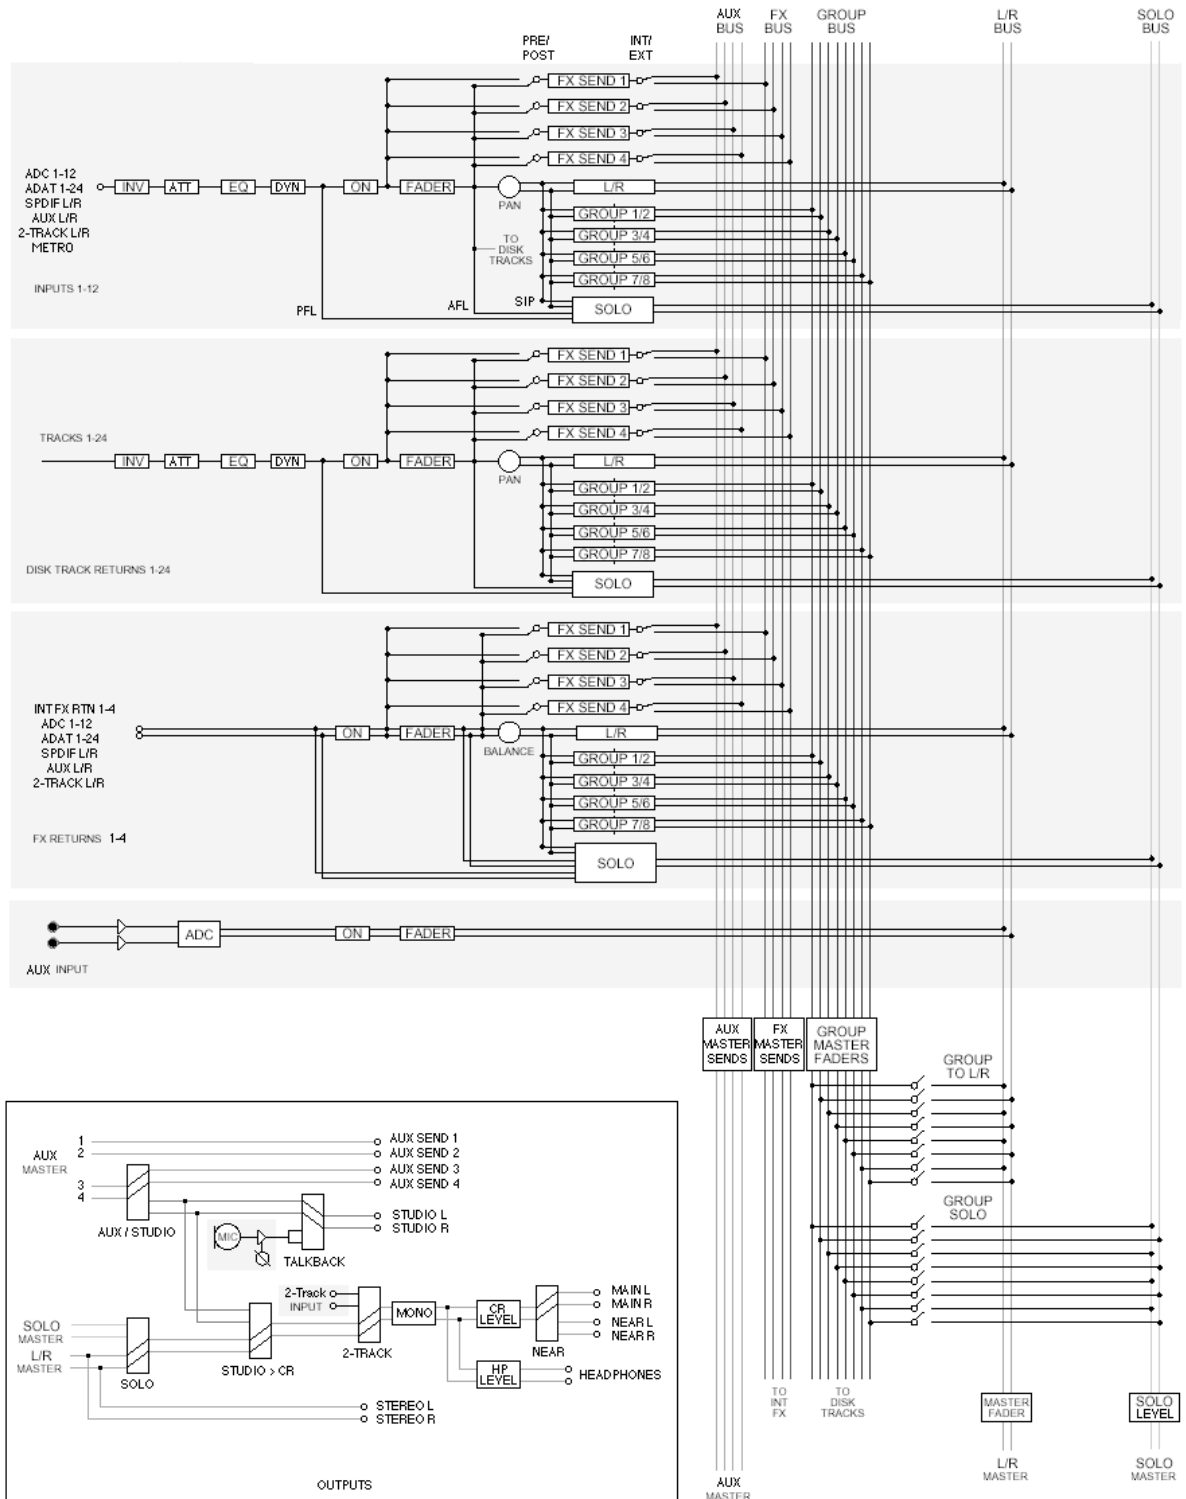 AUX BUS
FX BUS
GROUP BUS
L/R BUS
SOLO BUS
PRE/ POST
INT/ EXT
FX SEND 1
FX SEND 2
FX SEND 3
FX SEND 4
ADC 1-12
ADAT 1-24
SPDIF L/R
AUX L/R
2-TRACK L/R
METRO
INV
ATT
EQ
DYN
ON
FADER
PAN
L/R
GROUP 1/2
GROUP 3/4
GROUP 5/6
GROUP 7/8
TO DISK TRACKS
INPUTS 1-12
PFL
AFL
SIP
SOLO
FX SEND 1
FX SEND 2
FX SEND 3
FX SEND 4
TRACKS 1-24
INV
ATT
EQ
DYN
ON
FADER
PAN
L/R
GROUP 1/2
GROUP 3/4
GROUP 5/6
GROUP 7/8
DISK TRACK RETURNS 1-24
SOLO
FX SEND 1
FX SEND 2
FX SEND 3
FX SEND 4
INT FX RTN 1-4
ADC 1-12
ADAT 1-24
SPDIF L/R
AUX L/R
2-TRACK L/R
ON
FADER
BALANCE
L/R
GROUP 1/2
GROUP 3/4
GROUP 5/6
GROUP 7/8
FX RETURNS 1-4
SOLO
ADC
ON
FADER
AUX INPUT
AUX MASTER SENDS
FX MASTER SENDS
GROUP MASTER FADERS
GROUP TO L/R
GROUP SOLO
AUX MASTER
1
2
3
4
AUX SEND 1
AUX SEND 2
AUX SEND 3
AUX SEND 4
AUX / STUDIO
STUDIO L
STUDIO R
MIC
TALKBACK
2-Track INPUT
MONO
CR LEVEL
MAIN L
MAIN R
NEAR L
NEAR R
NEAR
SOLO MASTER
L/R MASTER
SOLO
STUDIO > CR
2-TRACK
HP LEVEL
HEADPHONES
STEREO L
STEREO R
OUTPUTS
TO INT FX
TO DISK TRACKS
MASTER FADER
SOLO LEVEL
AUX MASTER
L/R MASTER
SOLO MASTER